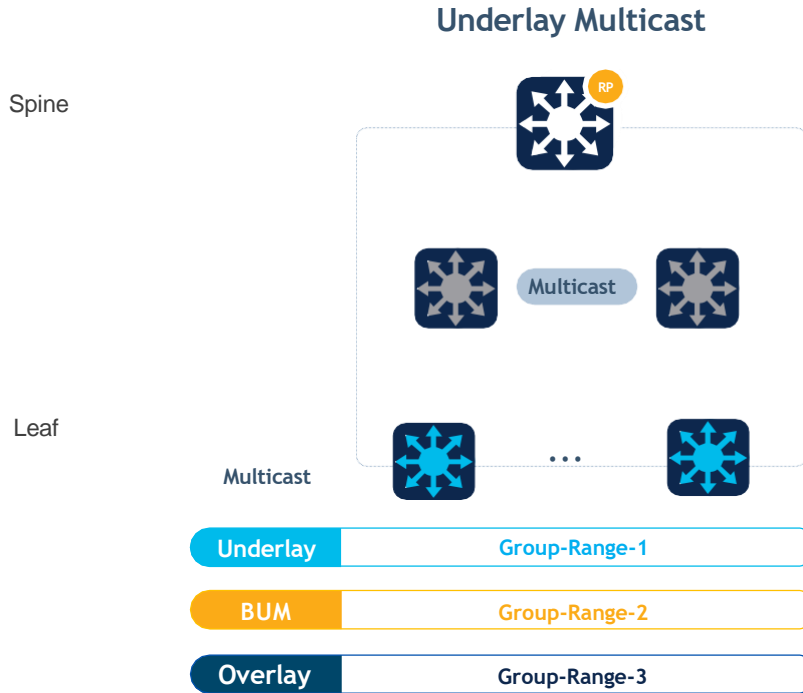 Underlay Multicast
RP
Spine
Multicast
Leaf
...
Multicast
Underlay Group-Range-1
BUM Group-Range-2
Overlay Group-Range-3